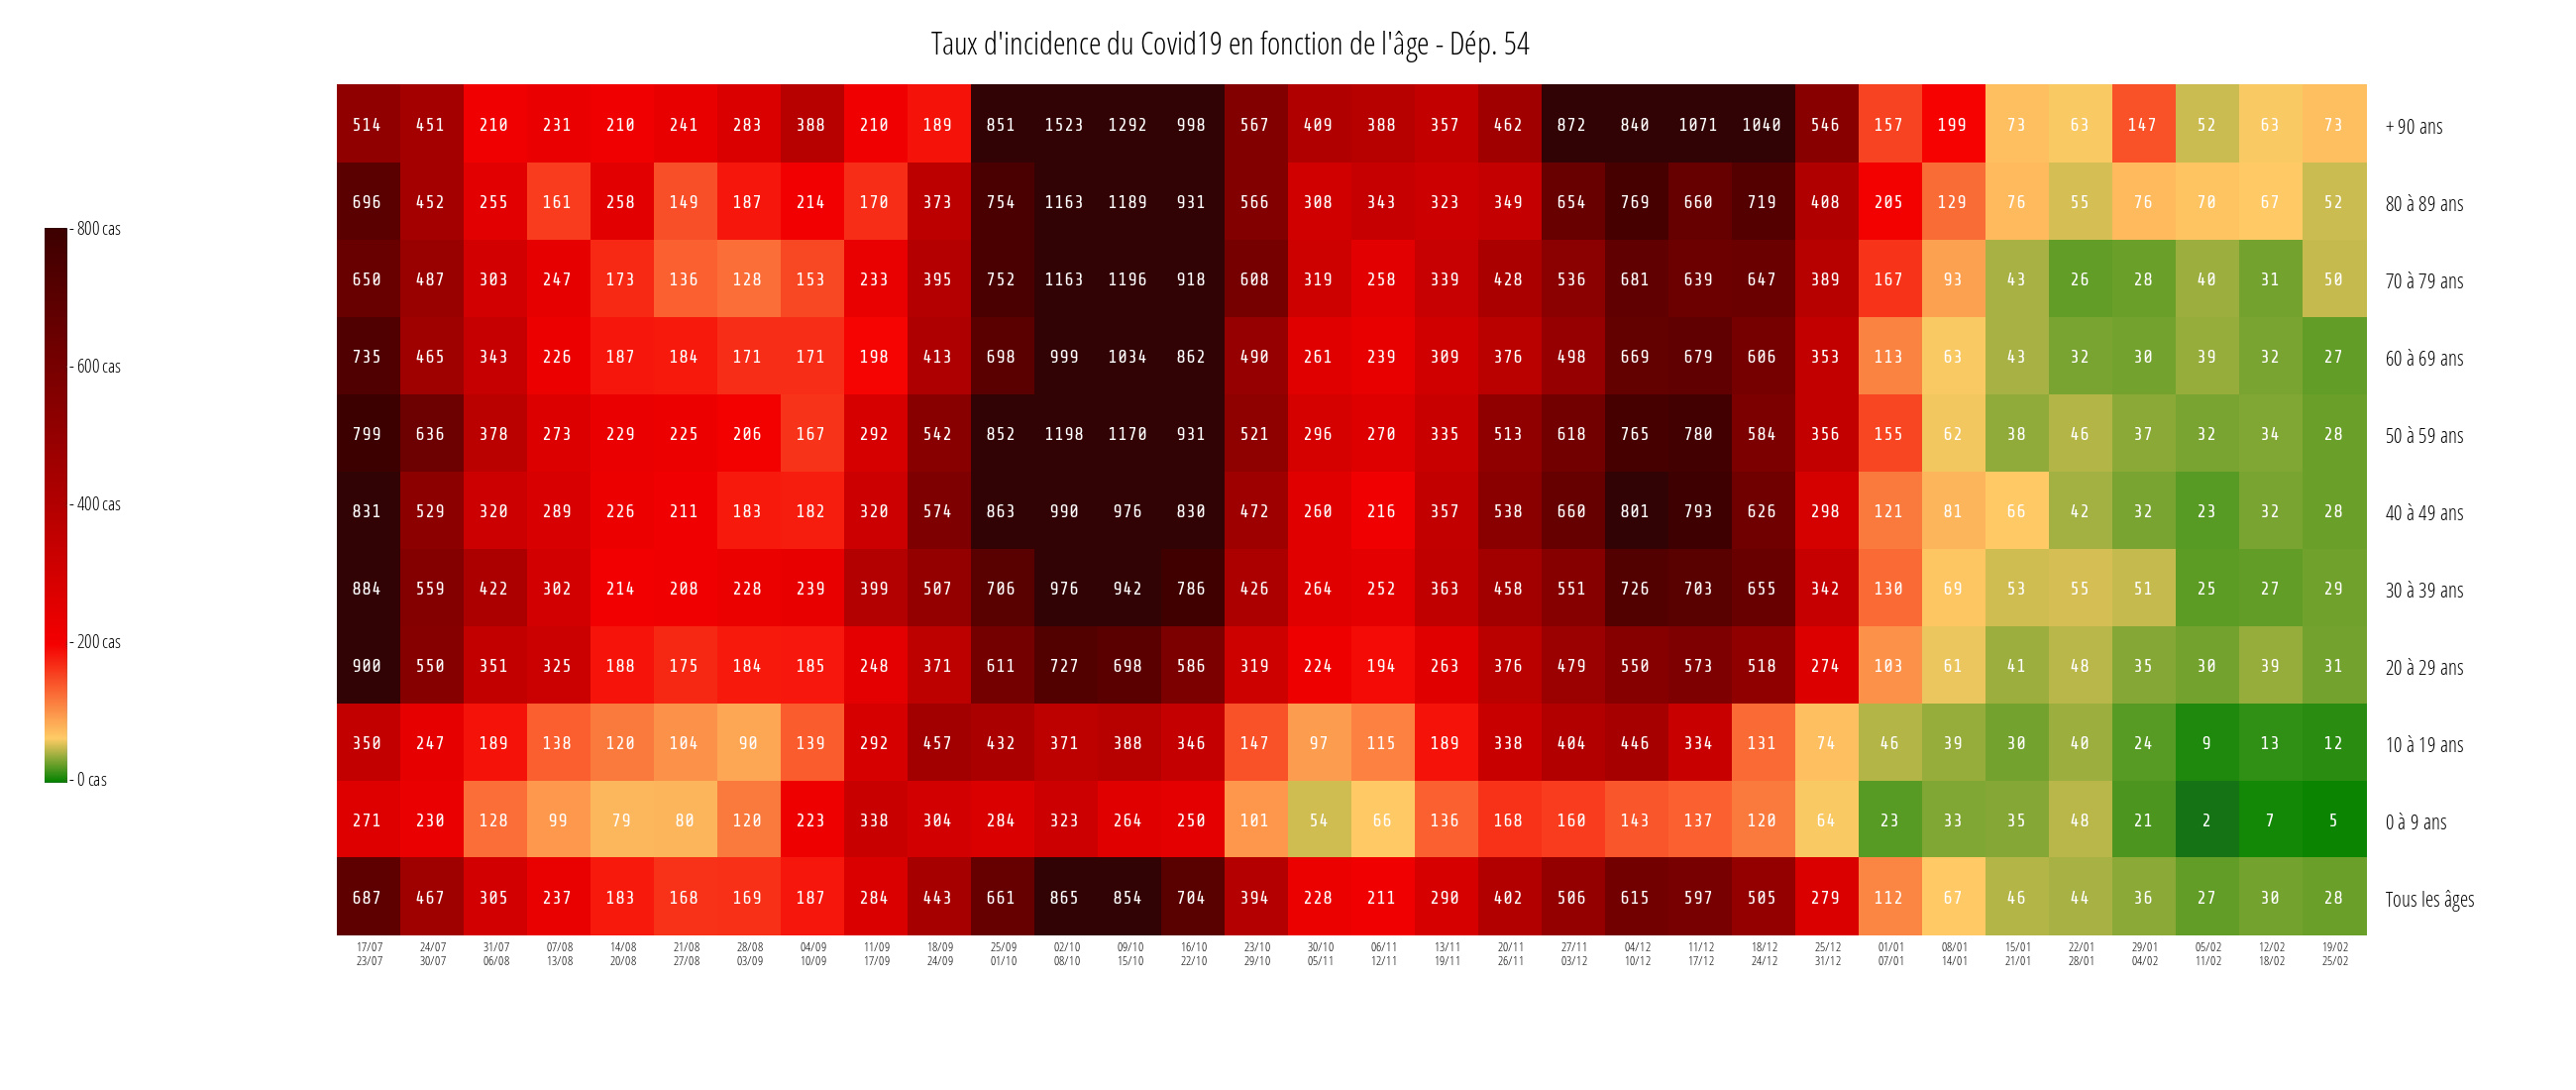 Taux d'incidence du Covid19 en fonction de l'âge - Dép. 54
- 800 cas
- 600 cas
- 400 cas
- 200 cas
- 0 cas
514 451 210 231 210 241 283 388 210 189 851 1523 1292 998 567 409 388 357 462 872 840 1071 1040 546 157 199 73 63 147 52 63 73 + 90 ans
696 452 255 161 258 149 187 214 170 373 754 1163 1189 931 566 308 343 323 349 654 769 660 719 408 205 129 76 55 76 70 67 52 80 à 89 ans
650 487 303 247 173 136 128 153 233 395 752 1163 1196 918 608 319 258 339 428 536 681 639 647 389 167 93 43 26 28 40 31 50 70 à 79 ans
735 465 343 226 187 184 171 171 198 413 698 999 1034 862 490 261 239 309 376 498 669 679 606 353 113 63 43 32 30 39 32 27 60 à 69 ans
799 636 378 273 229 225 206 167 292 542 852 1198 1170 931 521 296 270 335 513 618 765 780 584 356 155 62 38 46 37 32 34 28 50 à 59 ans
831 529 320 289 226 211 183 182 320 574 863 990 976 830 472 260 216 357 538 660 801 793 626 298 121 81 66 42 32 23 32 28 40 à 49 ans
884 559 422 302 214 208 228 239 399 507 706 976 942 786 426 264 252 363 458 551 726 703 655 342 130 69 53 55 51 25 27 29 30 à 39 ans
900 550 351 325 188 175 184 185 248 371 611 727 698 586 319 224 194 263 376 479 550 573 518 274 103 61 41 48 35 30 39 31 20 à 29 ans
350 247 189 138 120 104 90 139 292 457 432 371 388 346 147 97 115 189 338 404 446 334 131 74 46 39 30 40 24 9 13 12 10 à 19 ans
271 230 128 99 79 80 120 223 338 304 284 323 264 250 101 54 66 136 168 160 143 137 120 64 23 33 35 48 21 2 7 5 0 à 9 ans
687 467 305 237 183 168 169 187 284 443 661 865 854 704 394 228 211 290 402 506 615 597 505 279 112 67 46 44 36 27 30 28 Tous les âges
17/07 24/07 31/07 07/08 14/08 21/08 28/08 04/09 11/09 18/09 25/09 02/10 09/10 16/10 23/10 30/10 06/11 13/11 20/11 27/11 04/12 11/12 18/12 25/12 01/01 08/01 15/01 22/01 29/01 05/02 12/02 19/02
23/07 30/07 06/08 13/08 20/08 27/08 03/09 10/09 17/09 24/09 01/10 08/10 15/10 22/10 29/10 05/11 12/11 19/11 26/11 03/12 10/12 17/12 24/12 31/12 07/01 14/01 21/01 28/01 04/02 11/02 18/02 25/02